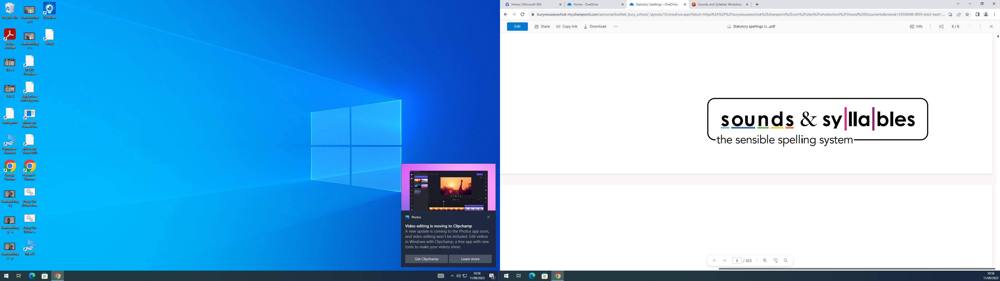 Recycle Bin
Handwriting
q-u
Visualizer
Adobe
Acrobat
Handwriting
v-z
Word
13 x 5
IPEVO
Visualizer
24 x 3
Jayden has
difficulty m...
bonusprint
Microsoft
PowerPoi...
Computer -
Shortcut
Microsoft
Word 2010
Google
Chrome
Person 1 -
Chrome
Handwriting
f-j
Proxy Off
(Work fro...
Handwriting
g - k
Proxy On
(Work ...
Handwriting
k - p
This PC
Photos
Video editing is moving to Clipchamp
A new update is coming to the Photos app soon,
and video editing won't be included. Edit videos
in Windows with Clipchamp, a free app with new
tools to make your videos shine.
Get Clipchamp
Learn more
10:58
11/09/2023
2
Home | Microsoft 365
Home - OneDrive
Statutory Spellings - OneDrive
Sounds and Syllables Workshop
burywsussexschuk-my.sharepoint.com/personal/kwillett_bury_school/_layouts/15/onedrive.aspx?listurl=https%3A%2F%2Fburywsussexschuk%2Esharepoint%2Ecom%2Fsites%2Fwholeschool%2FShared%20Documents&viewid=55f34048-8f59-4cb3-bed1-...
Edit
Share
Copy link
Download
...
Statutory spellings U....pdf
Info
6 / 6
sounds & syllables
the sensible spelling system
5 / 603
10:58
11/09/2023